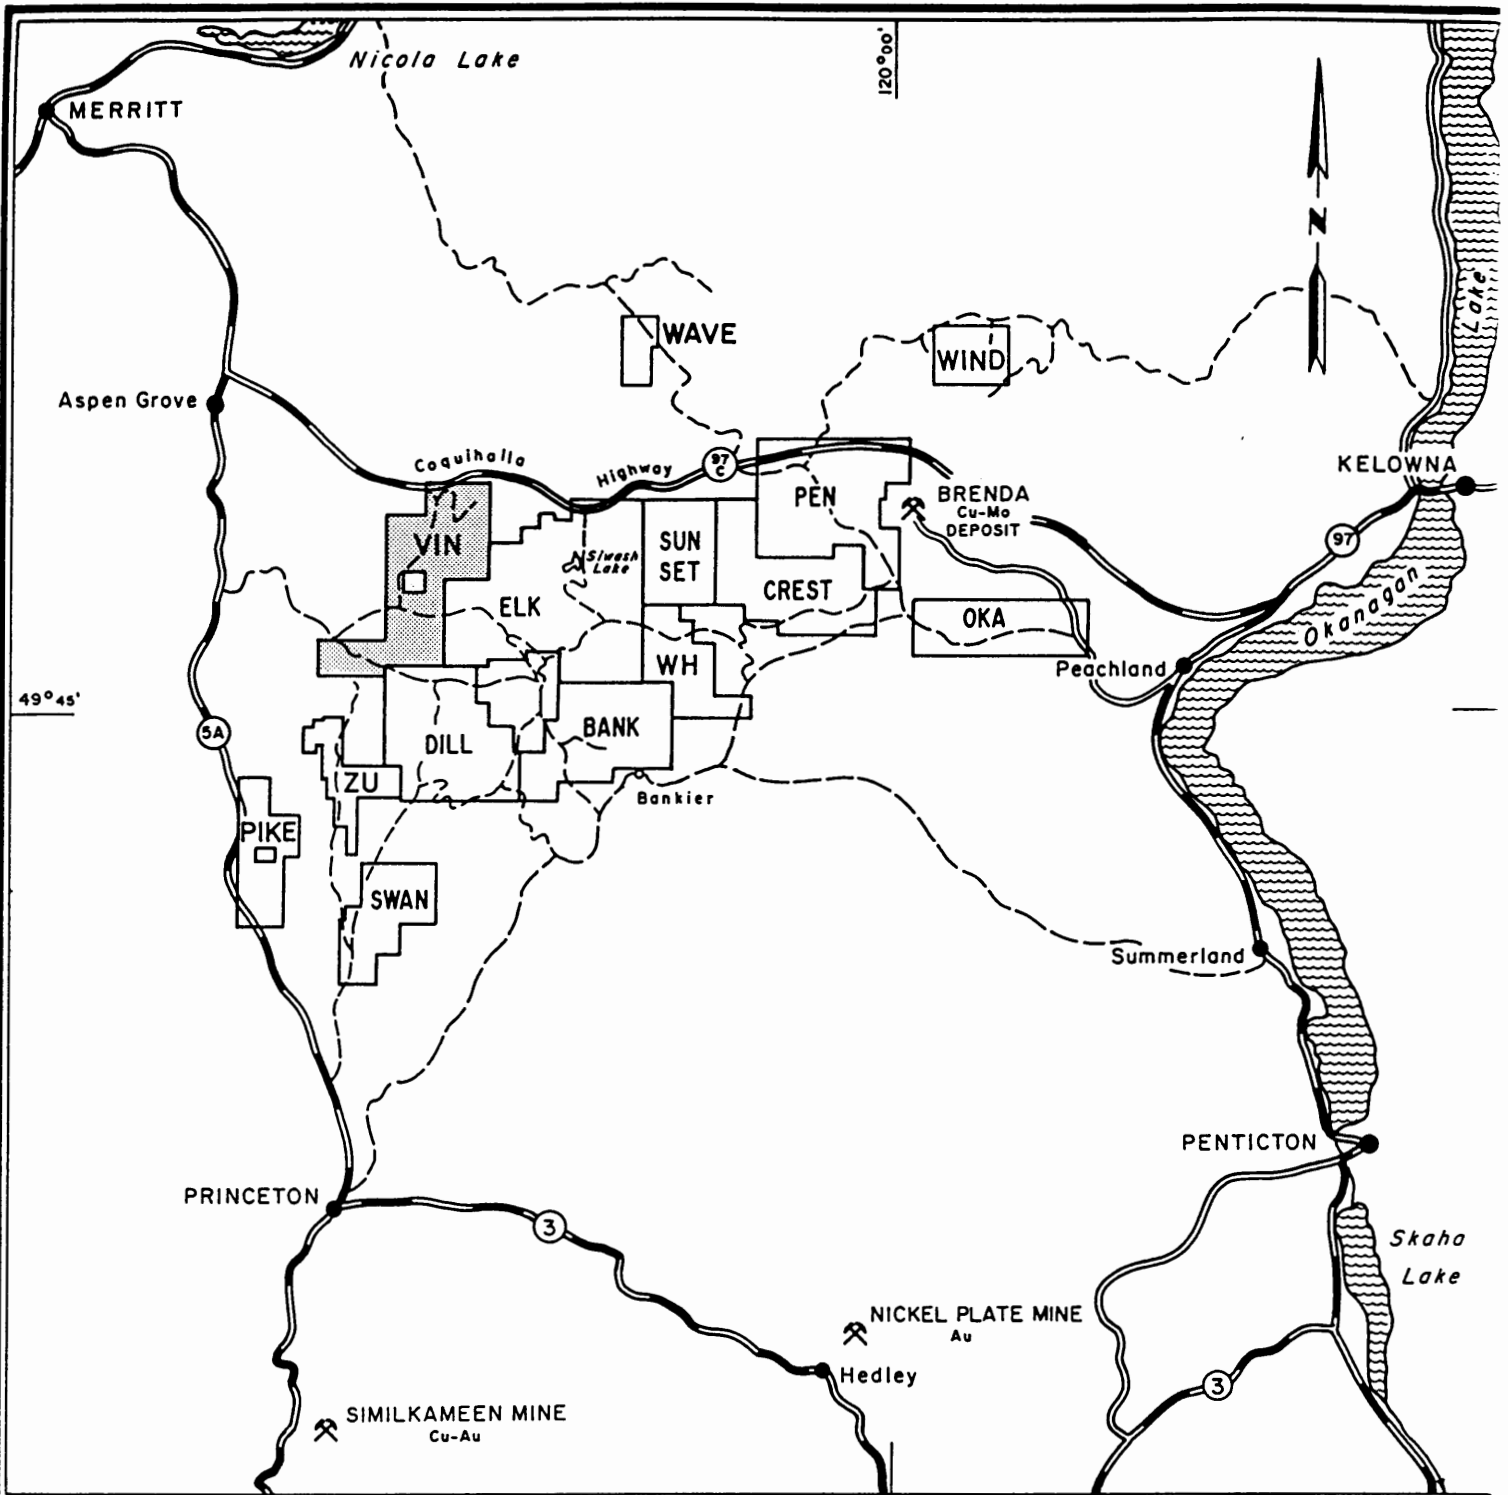 Nicola Lake
120°00'
MERRITT
N
Lake
WAVE
WIND
Aspen Grove
Coquihalla
Highway
97
C
KELOWNA
PEN
BRENDA
Cu-Mo
DEPOSIT
VIN
SUN
SET
97
Siwash
Lake
CREST
ELK
OKA
Okanagan
WH
Peachland
49°45'
5A
DILL
BANK
ZU
Bankier
PIKE
SWAN
Summerland
PENTICTON
PRINCETON
3
Skaha
Lake
NICKEL PLATE MINE
Au
Hedley
3
SIMILKAMEEN MINE
Cu-Au